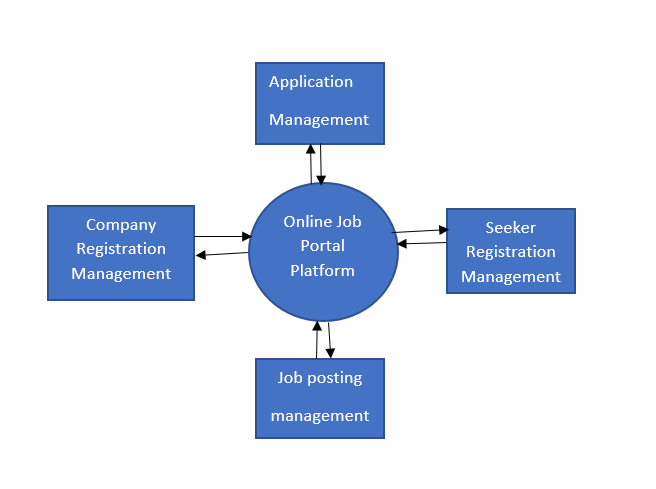 Application
Management
Company
Registration
Management
Online Job
Portal
Platform
Seeker
Registration
Management
Job posting
management